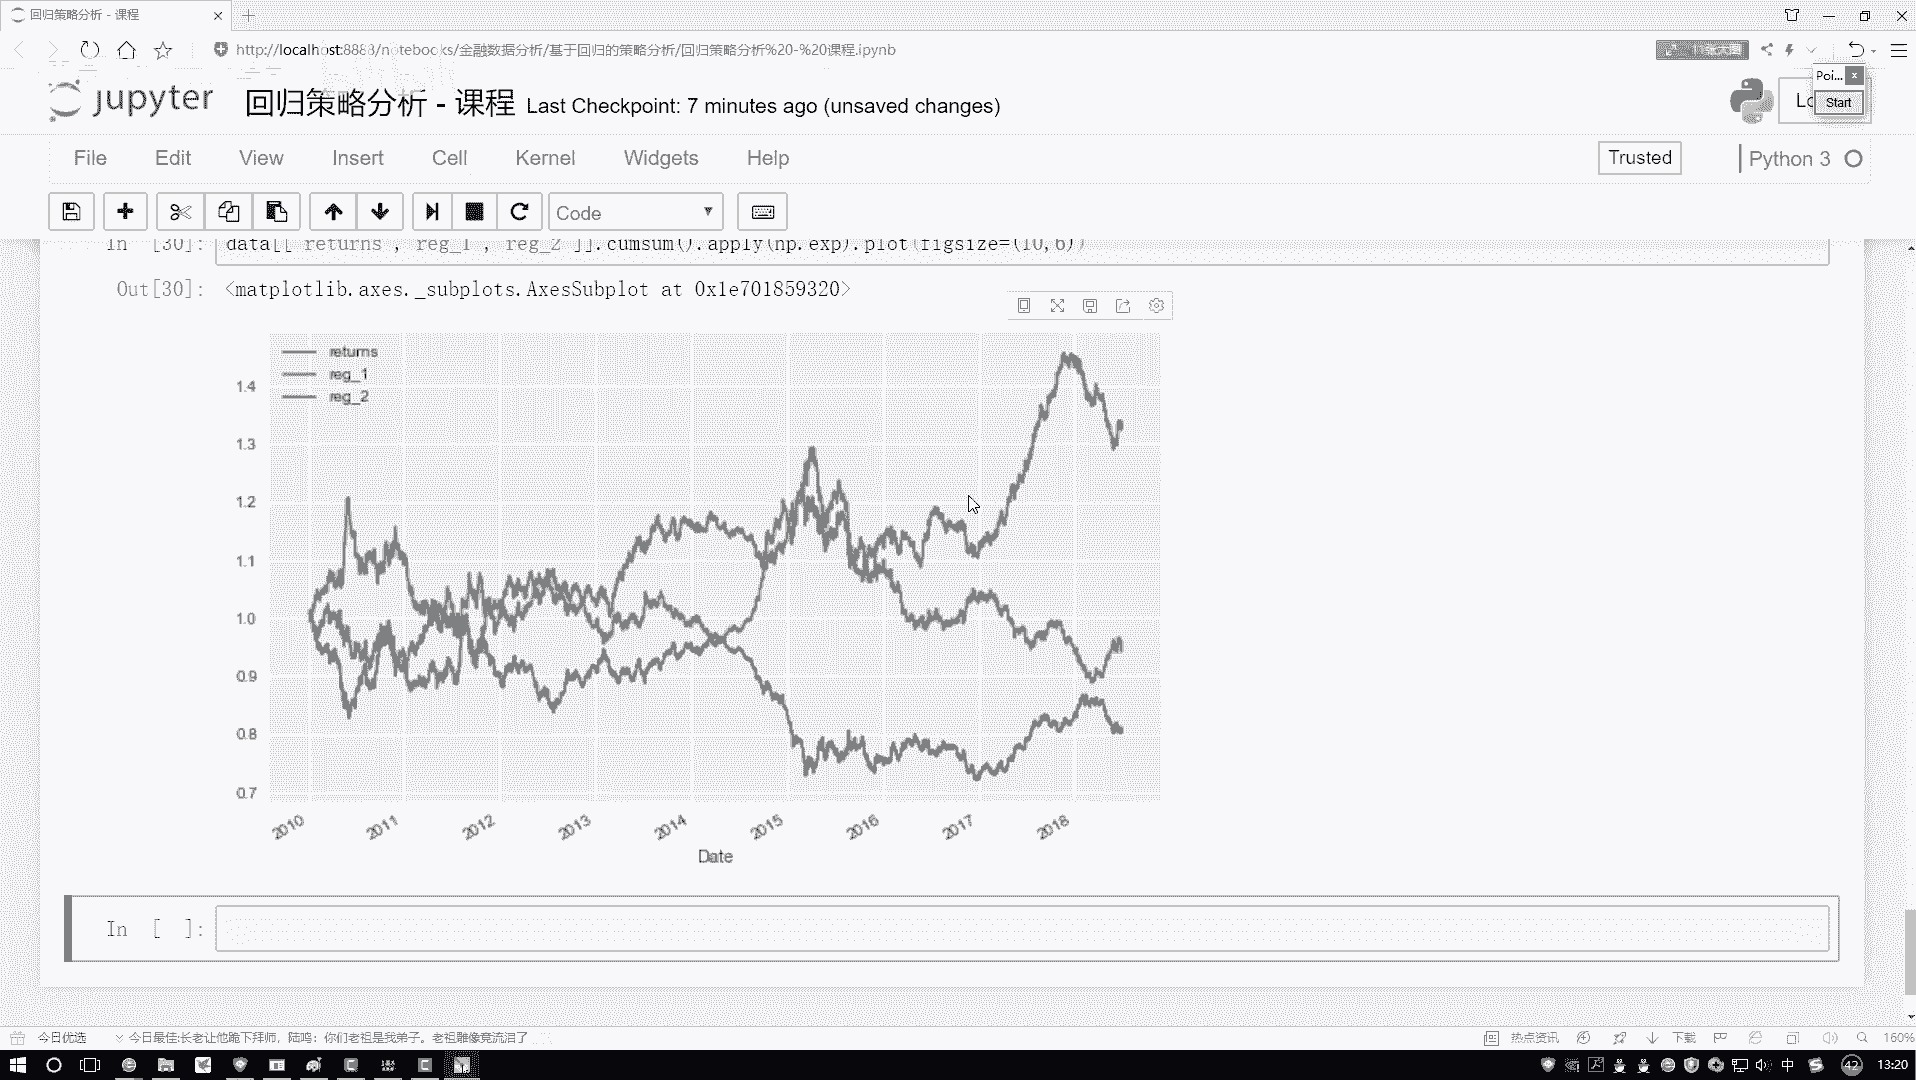 回归策略分析 - 课程
http://localhost:8888/notebooks/金融数据分析/基于回归的策略分析/回归策略分析%20-%20课程.ipynb
Poi...
jupyter 回归策略分析 - 课程 Last Checkpoint: 7 minutes ago (unsaved changes)
Lo
Start
File Edit View Insert Cell Kernel Widgets Help
Trusted
Python 3
Code
In [30]: data[['returns', 'reg_1', 'reg_2']].cumsum().apply(np.exp).plot(figsize=(10,6))
Out[30]: <matplotlib.axes._subplots.AxesSubplot at 0x1e701859320>
returns
reg_1
reg_2
1.4
1.3
1.2
1.1
1.0
0.9
0.8
0.7
2010 2011 2012 2013 2014 2015 2016 2017 2018
Date
In [ ]:
今日优选 今日最佳:长老让他跪下拜师，陆鸣：你们老祖是我弟子。老祖雕像竟流泪了
热点资讯 下载 160%
中 42 13:20